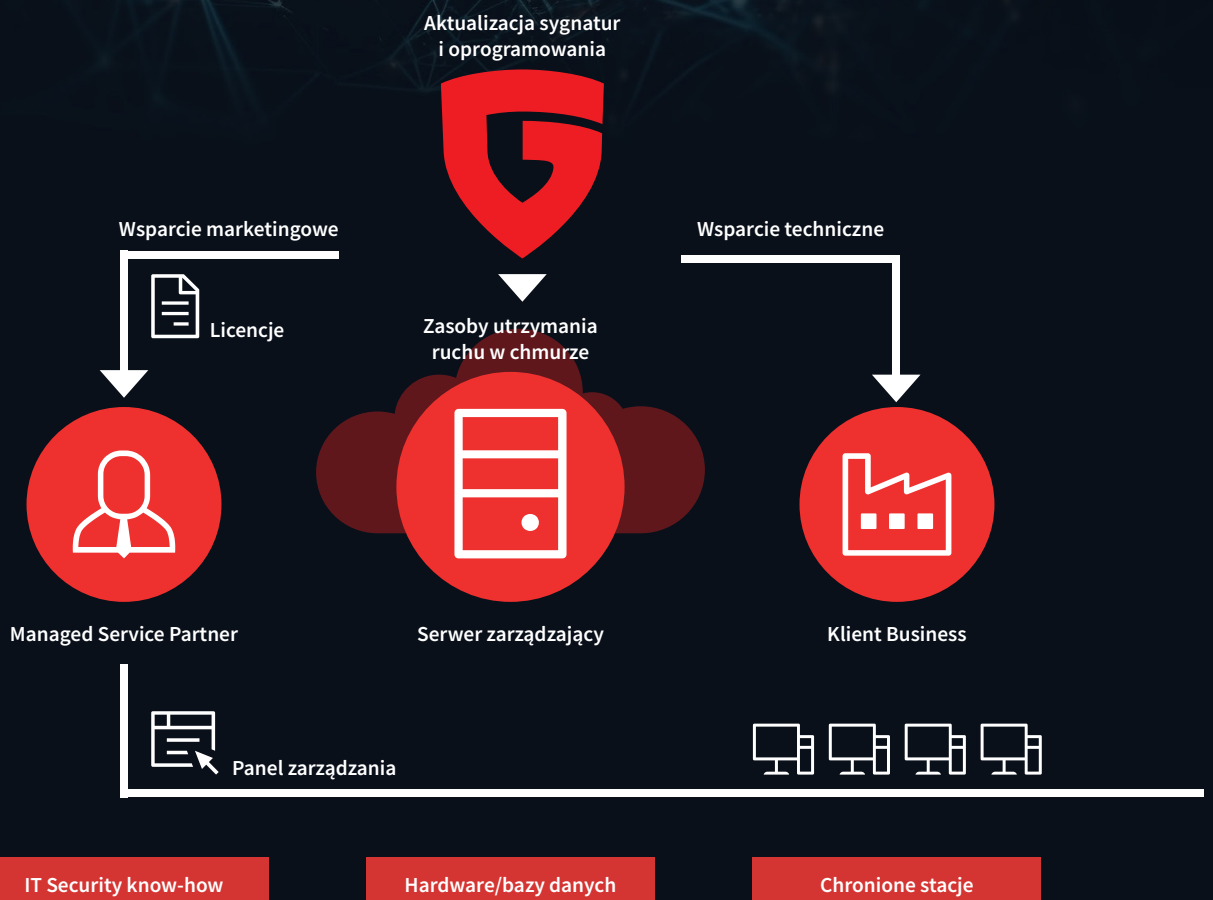 Aktualizacja sygnatur
i oprogramowania
Wsparcie marketingowe
Wsparcie techniczne
Licencje
Zasoby utrzymania
ruchu w chmurze
Managed Service Partner
Serwer zarządzający
Klient Business
Panel zarządzania
IT Security know-how
Hardware/bazy danych
Chronione stacje